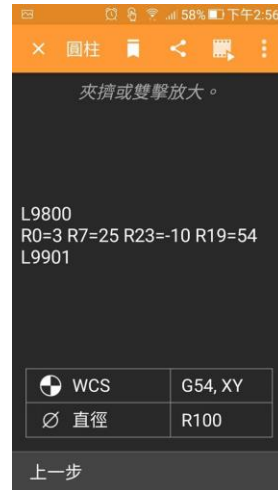 58% 下午2:56
圓柱
夾擠或雙擊放大。
L9800
R0=3 R7=25 R23=-10 R19=54
L9901
WCS G54, XY
Ø 直徑 R100
上一步